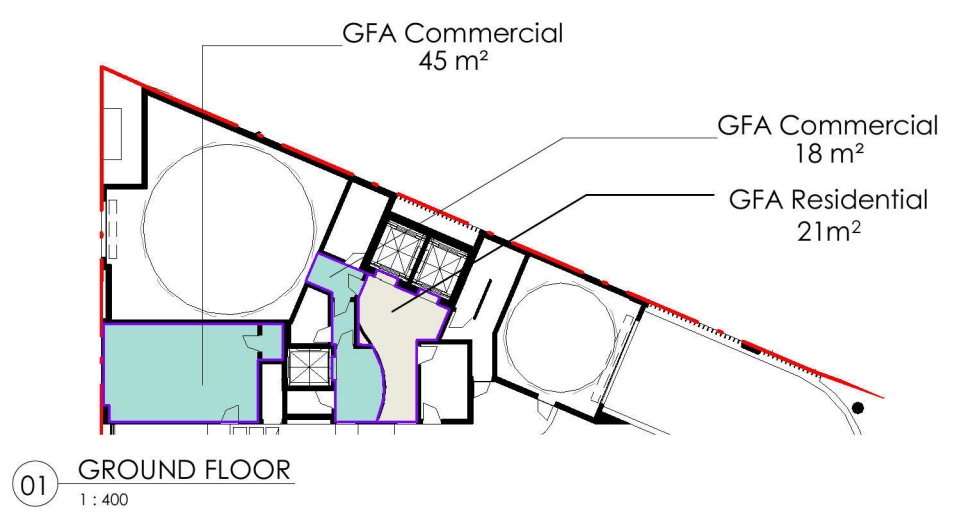 GFA Commercial
45 m²
GFA Commercial
18 m²
GFA Residential
21m²
01
GROUND FLOOR
1 : 400